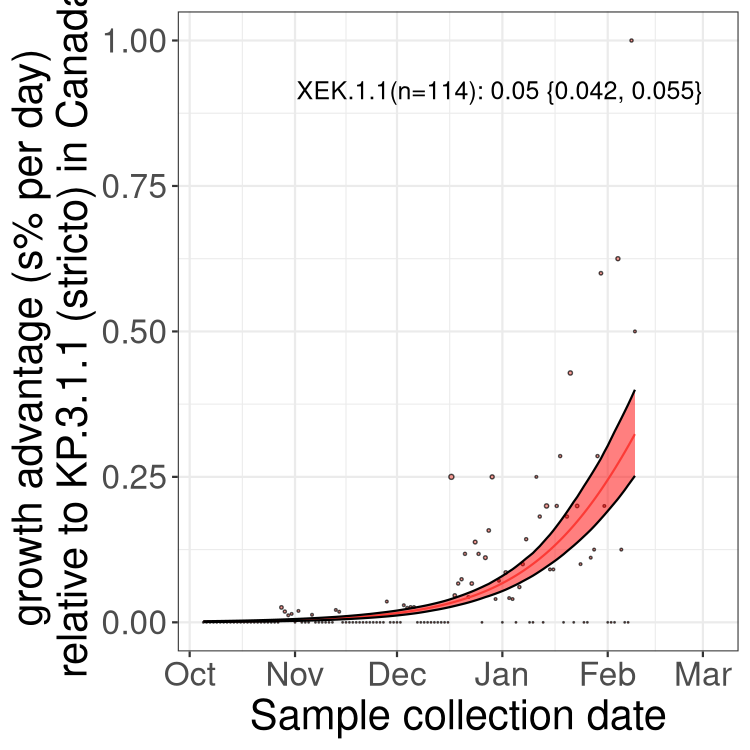 growth advantage (s% per day)
relative to KP.3.1.1 (stricto) in Canada
1.00
0.75
0.50
0.25
0.00
XEK.1.1(n=114): 0.05 {0.042, 0.055}
Oct Nov Dec Jan Feb Mar
Sample collection date